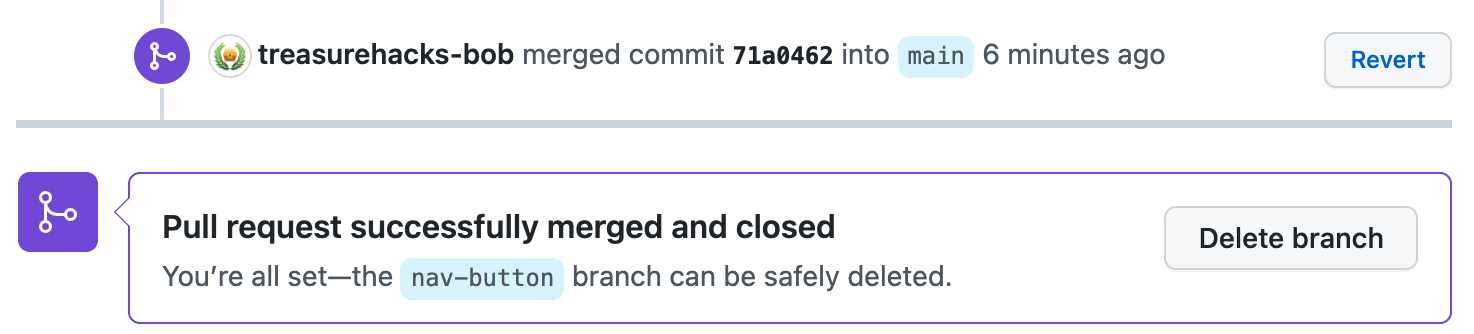 treasurehacks-bob merged commit 71a0462 into main 6 minutes ago
Revert
Pull request successfully merged and closed
You’re all set—the nav-button branch can be safely deleted.
Delete branch